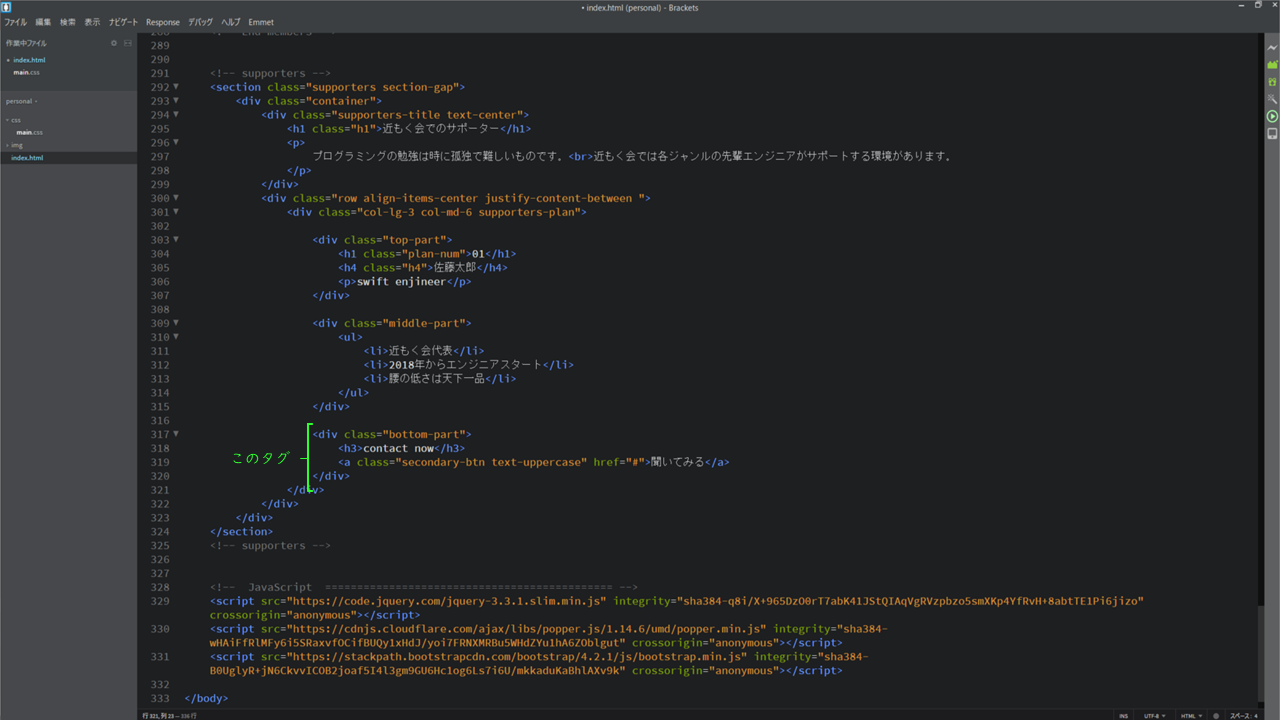 • index.html (personal) - Brackets
ファイル 編集 検索 表示 ナビゲート Response デバッグ ヘルプ Emmet
作業中ファイル
• index.html
main.css
personal
css
main.css
img
index.html
289
290
291 <!-- supporters -->
292 <section class="supporters section-gap">
293 <div class="container">
294 <div class="supporters-title text-center">
295 <h1 class="h1">近もく会でのサポーター</h1>
296 <p>
297 プログラミングの勉強は時に孤独で難しいものです。<br>近もく会では各ジャンルの先輩エンジニアがサポートする環境があります。
298 </p>
299 </div>
300 <div class="row align-items-center justify-content-between ">
301 <div class="col-lg-3 col-md-6 supporters-plan">
302
303 <div class="top-part">
304 <h1 class="plan-num">01</h1>
305 <h4 class="h4">佐藤太郎</h4>
306 <p>swift enjineer</p>
307 </div>
308
309 <div class="middle-part">
310 <ul>
311 <li>近もく会代表</li>
312 <li>2018年からエンジニアスタート</li>
313 <li>腰の低さは天下一品</li>
314 </ul>
315 </div>
316
317 <div class="bottom-part">
318 <h3>contact now</h3>
このタグ
319 <a class="secondary-btn text-uppercase" href="#">聞いてみる</a>
320 </div>
321 </div>
322 </div>
323 </div>
324 </section>
325 <!-- supporters -->
326
327
328 <!-- JavaScript ============================================= -->
329 <script src="https://code.jquery.com/jquery-3.3.1.slim.min.js" integrity="sha384-q8i/X+965DzO0rT7abK41JStQIAqVgRVzpbzo5smXKp4YfRvH+8abtTE1Pi6jizo"
crossorigin="anonymous"></script>
330 <script src="https://cdnjs.cloudflare.com/ajax/libs/popper.js/1.14.6/umd/popper.min.js" integrity="sha384-
wHAiFfRlMFy6i5SRaxvfOCifBUQy1xHdJ/yoi7FRNXMRBu5WHdZYu1hA6ZOblgut" crossorigin="anonymous"></script>
331 <script src="https://stackpath.bootstrapcdn.com/bootstrap/4.2.1/js/bootstrap.min.js" integrity="sha384-
B0UglyR+jN6CkvvICOB2joaf5I4l3gm9GU6Hc1og6Ls7i6U/mkkaduKaBhlAXv9k" crossorigin="anonymous"></script>
332
333 </body>
行 321, 列 23 — 336 行
INS UTF-8 HTML スペース: 4